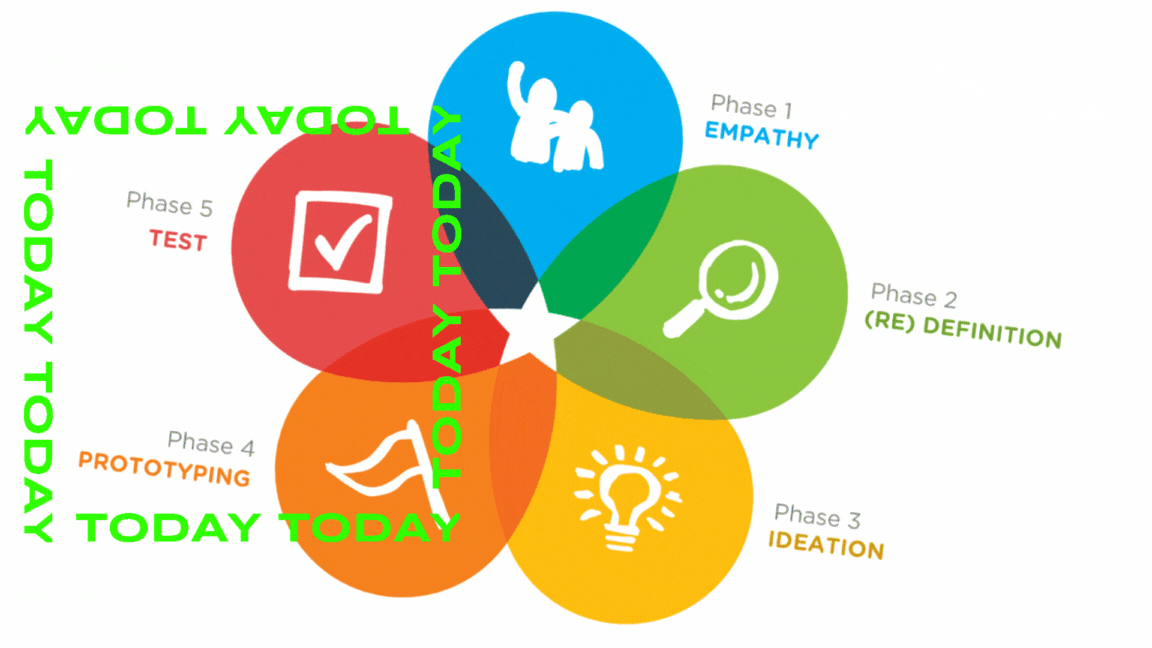 TODAY TODAY
TODAY TODAY
TODAY TODAY
TODAY TODAY
Phase 1
EMPATHY
Phase 2
(RE) DEFINITION
Phase 3
IDEATION
Phase 4
PROTOTYPING
Phase 5
TEST